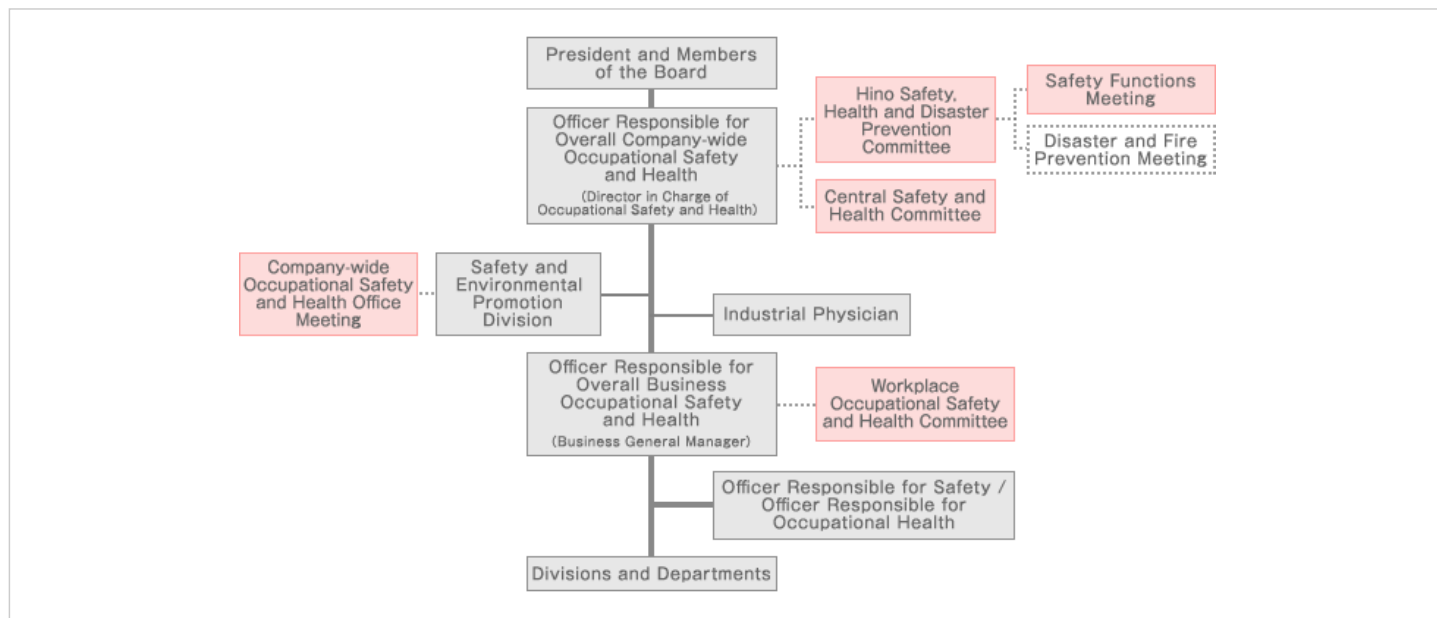 President and Members
of the Board
Officer Responsible for
Overall Company-wide
Occupational Safety
and Health
(Director in Charge of
Occupational Safety and Health)
Hino Safety,
Health and Disaster
Prevention
Committee
Safety Functions
Meeting
Disaster and Fire
Prevention Meeting
Central Safety and
Health Committee
Company-wide
Occupational Safety
and Health Office
Meeting
Safety and
Environmental
Promotion
Division
Industrial Physician
Officer Responsible for
Overall Business
Occupational Safety
and Health
(Business General Manager)
Workplace
Occupational Safety
and Health Committee
Officer Responsible for Safety /
Officer Responsible for
Occupational Health
Divisions and Departments